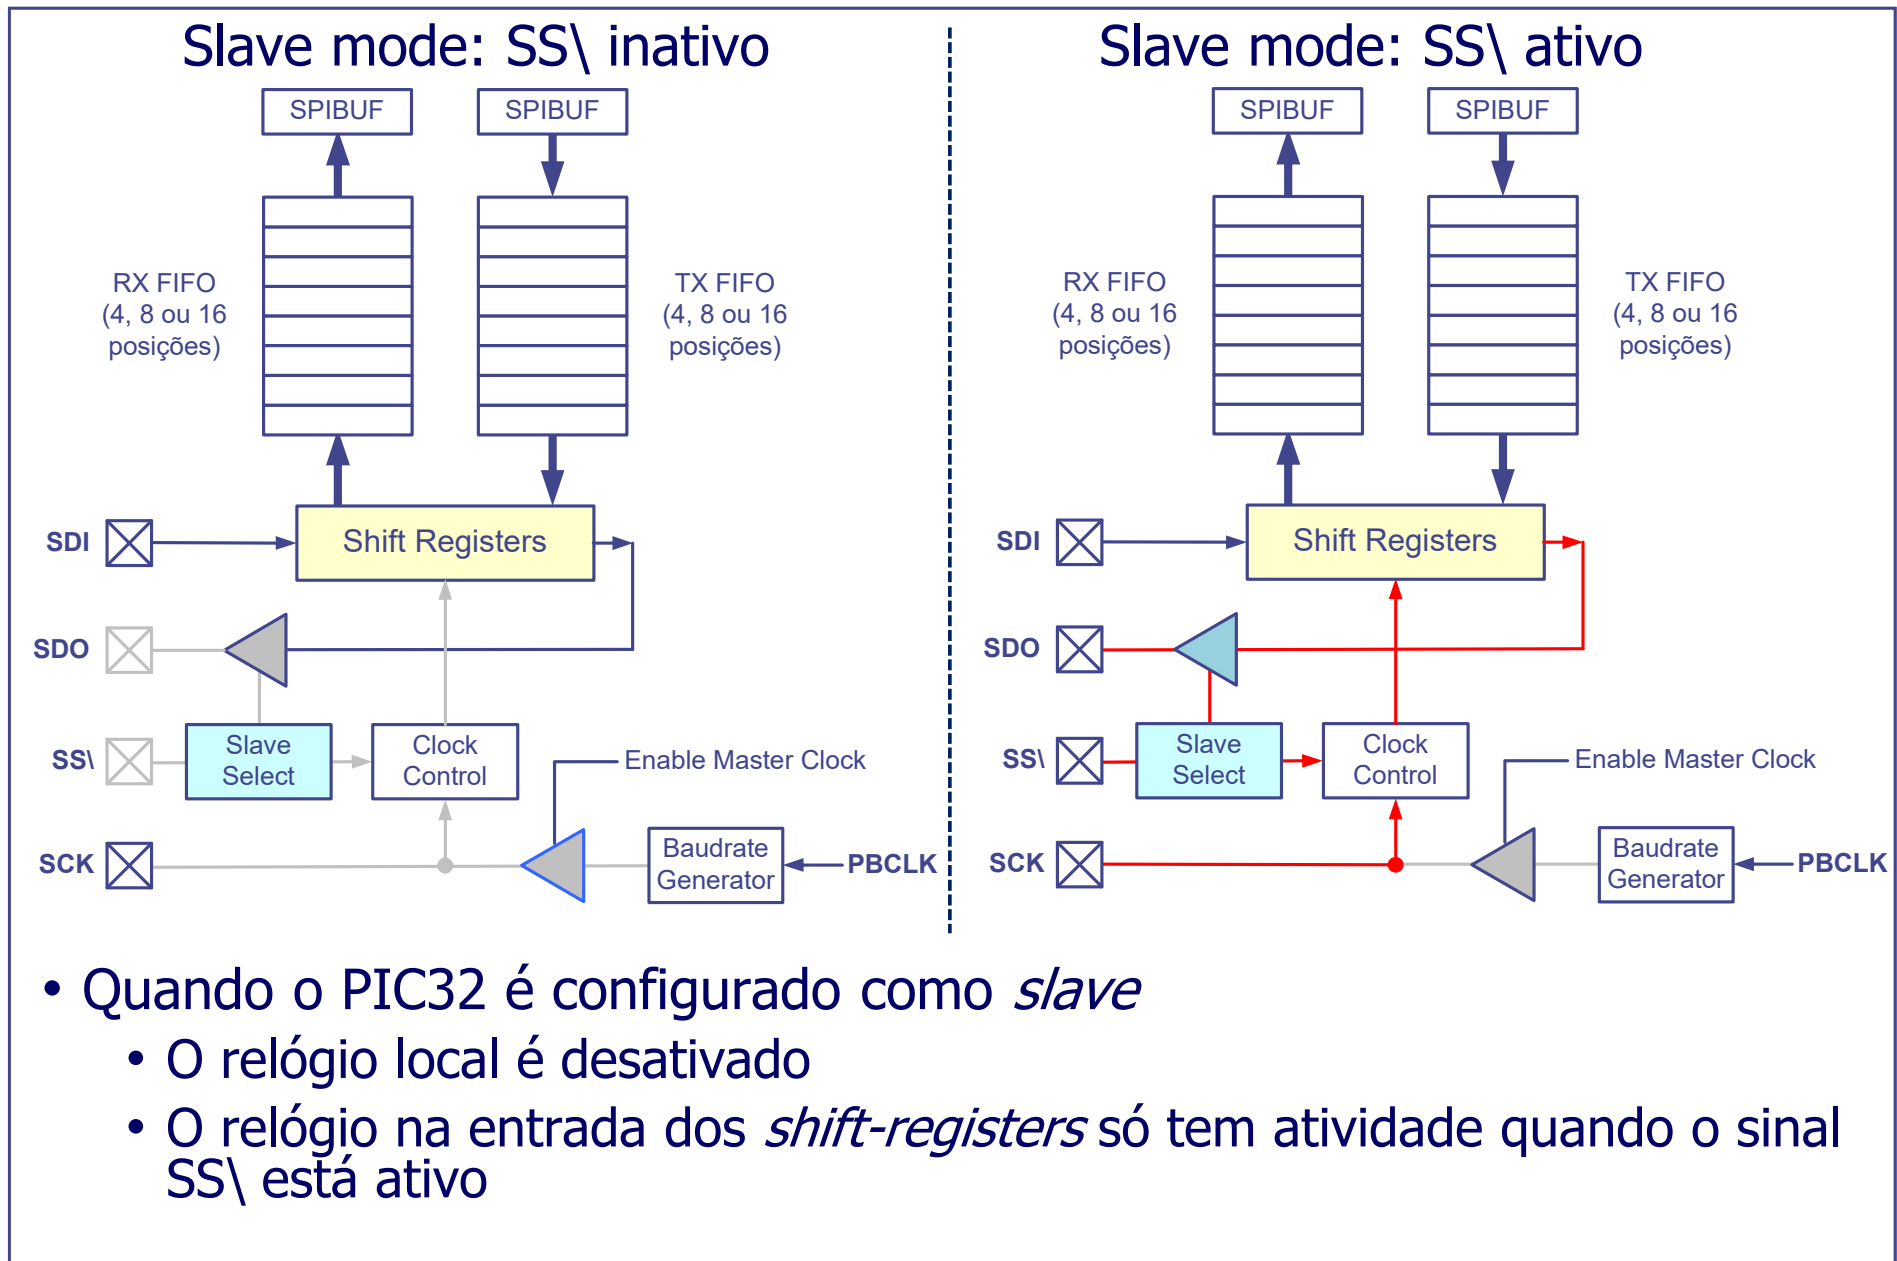 Slave mode: SS\ inativo
SPIBUF
SPIBUF
RX FIFO
(4, 8 ou 16
posições)
TX FIFO
(4, 8 ou 16
posições)
SDI
Shift Registers
SDO
SS\
Slave
Select
Clock
Control
Enable Master Clock
SCK
Baudrate
Generator
PBCLK
Slave mode: SS\ ativo
SPIBUF
SPIBUF
RX FIFO
(4, 8 ou 16
posições)
TX FIFO
(4, 8 ou 16
posições)
SDI
Shift Registers
SDO
SS\
Slave
Select
Clock
Control
Enable Master Clock
SCK
Baudrate
Generator
PBCLK
• Quando o PIC32 é configurado como slave
• O relógio local é desativado
• O relógio na entrada dos shift-registers só tem atividade quando o sinal
SS\ está ativo